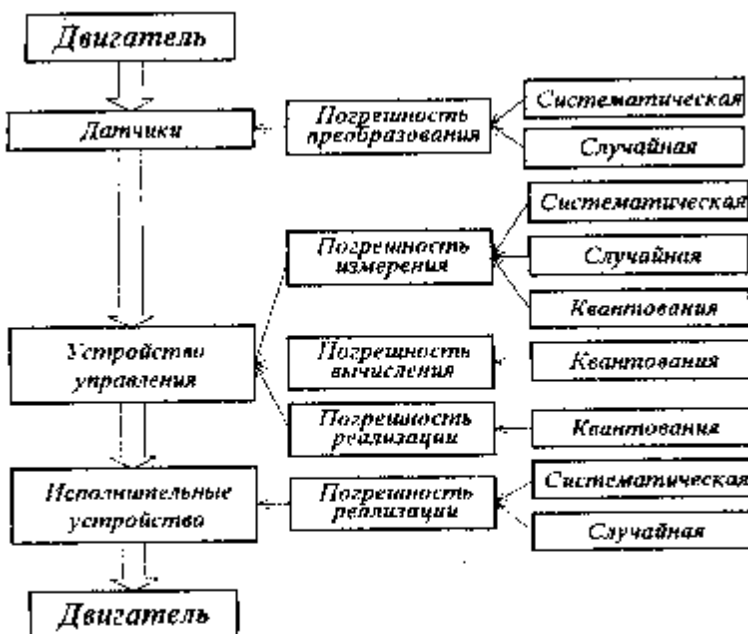 Двигатель
Датчики
Погрешность
преобразования
Систематическая
Случайная
Систематическая
Погрешность
измерения
Случайная
Квантования
Устройство
управления
Погрешность
вычисления
Квантования
Погрешность
реализации
Квантования
Исполнительные
устройство
Погрешность
реализации
Систематическая
Случайная
Двигатель